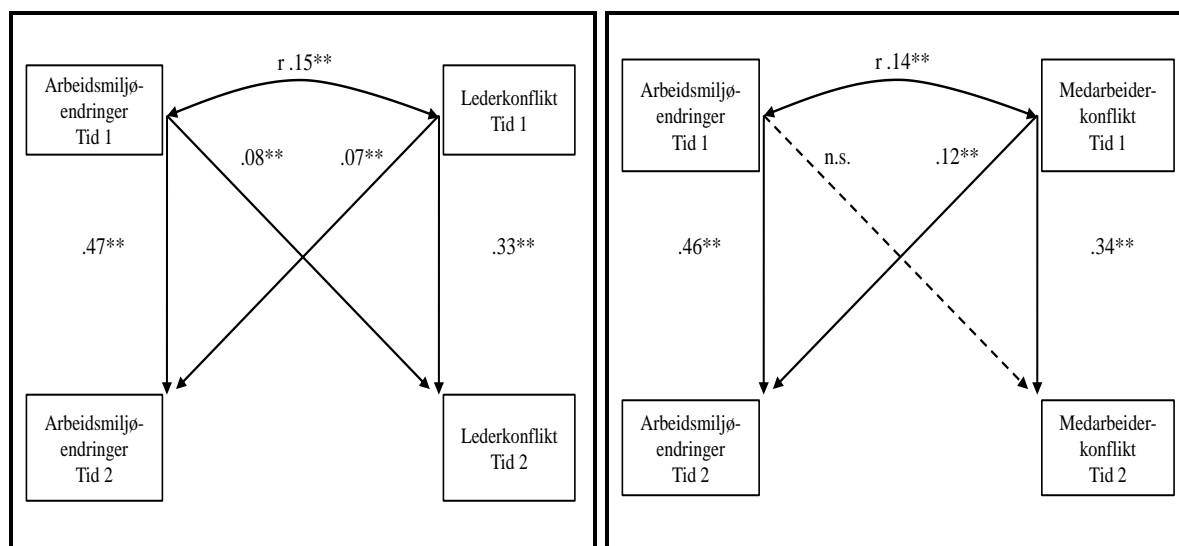 r .15**
Arbeidsmiljø-
endringer
Tid 1
Lederkonflikt
Tid 1
.08**
.07**
.47**
.33**
Arbeidsmiljø-
endringer
Tid 2
Lederkonflikt
Tid 2
r .14**
Arbeidsmiljø-
endringer
Tid 1
Medarbeider-
konflikt
Tid 1
n.s.
.12**
.46**
.34**
Arbeidsmiljø-
endringer
Tid 2
Medarbeider-
konflikt
Tid 2